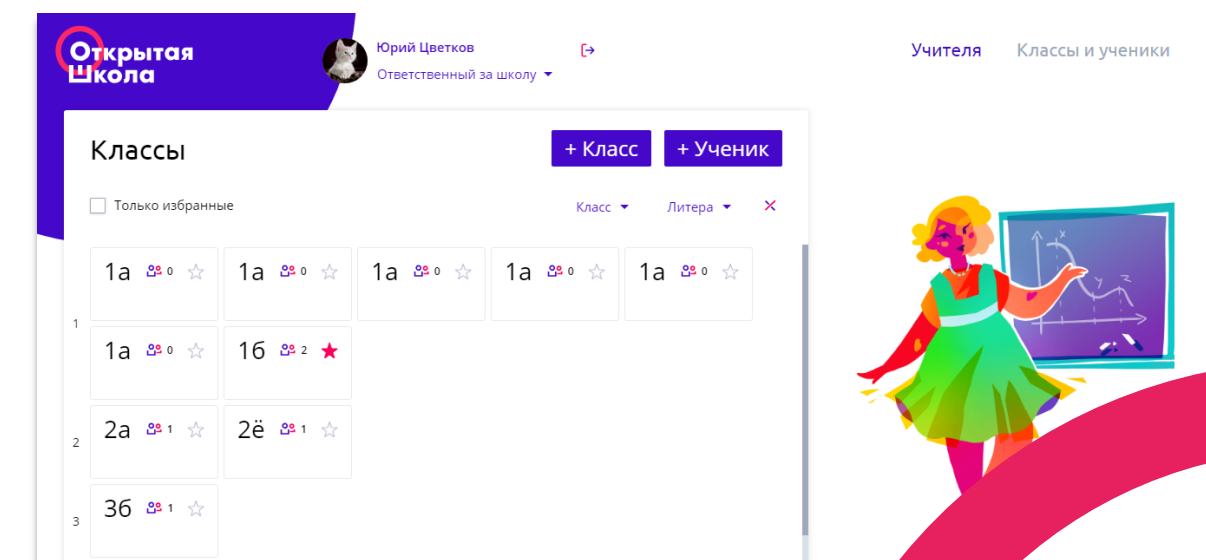 Открытая
Школа
Юрий Цветков
Ответственный за школу
Учителя Классы и ученики
Классы
+ Класс + Ученик
Только избранные Класс Литера
1а 0 1а 0 1а 0 1а 0 1а 0
1
1а 0 1б 2
2а 1 2ё 1
2
3б 1
3
x
y
z